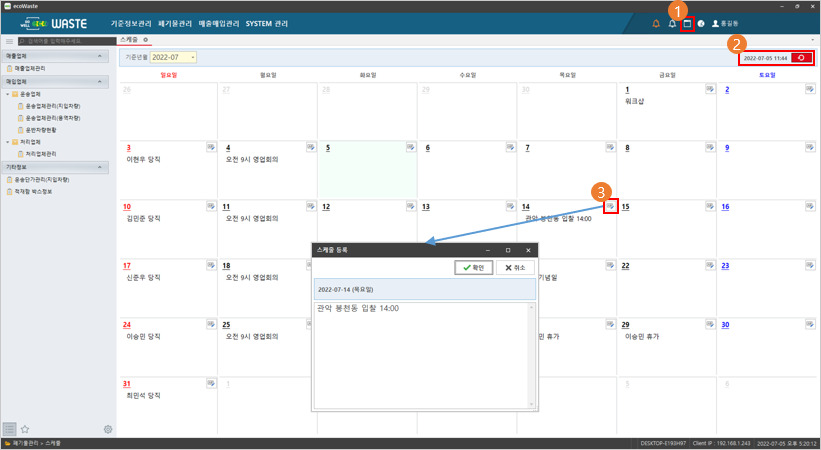 ecoWaste
WASTE
기준정보관리 폐기물관리 매출매입관리 SYSTEM 관리
1
홍길동
검색어를 입력해주세요.
스케줄
매출업체
매출업체관리
매입업체
운송업체
운송업체관리(지입차량)
운송업체관리(용역차량)
운반차량현황
처리업체
처리업체관리
기타정보
운송단가관리(지입차량)
적재함 박스정보
기준년월 2022-07
2
2022-07-05 11:44
일요일 월요일 화요일 수요일 목요일 금요일 토요일
26 27 28 29 30 1 2
워크샵
3 4 5 6 7 8 9
이현우 당직 오전 9시 영업회의
3
10 11 12 13 14 15 16
김민준 당직 오전 9시 영업회의 관악 봉천동 입찰 14:00
17 18 22 23
신준우 당직 오전 9시 영업회의 기념일
24 25 29 30
이승민 당직 오전 9시 영업회의 민 휴가 이승민 휴가
31 1 5 6
최민석 당직
스케줄 등록
확인 취소
2022-07-14 (목요일)
관악 봉천동 입찰 14:00
폐기물관리 » 스케줄
DESKTOP-E193H97 Client IP : 192.168.1.243 2022-07-05 오후 5:20:12